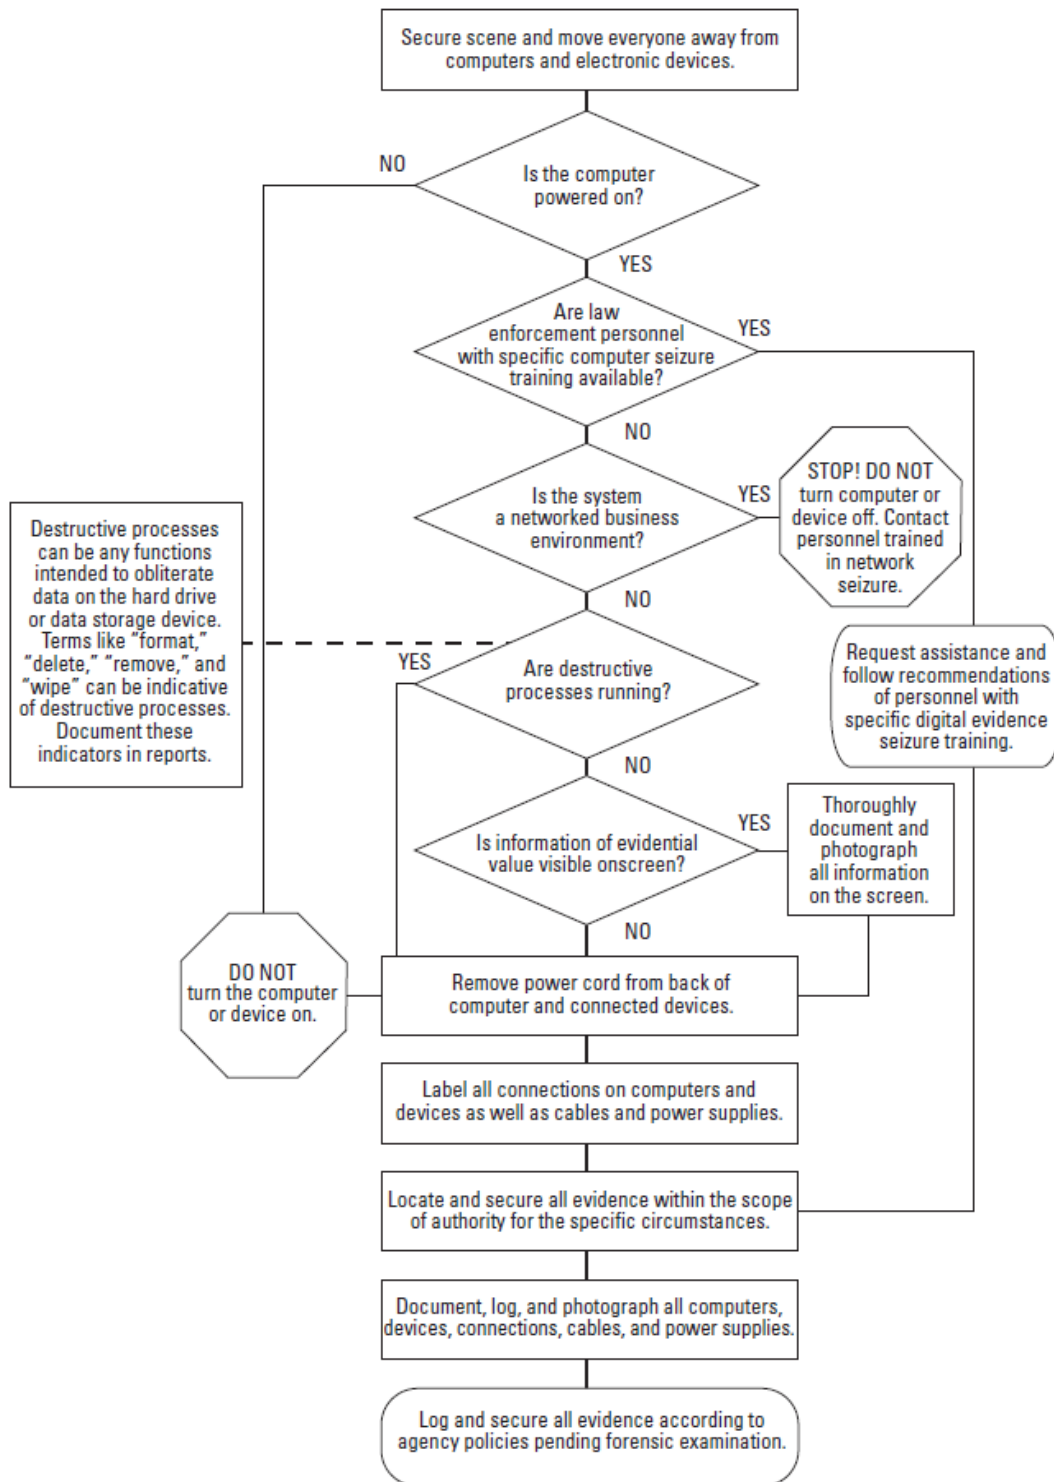 Secure scene and move everyone away from
computers and electronic devices.
NO
Is the computer
powered on?
YES
Are law
enforcement personnel
with specific computer seizure
training available?
YES
NO
Is the system
a networked business
environment?
YES
STOP! DO NOT
turn computer or
device off. Contact
personnel trained
in network
seizure.
NO
Destructive processes
can be any functions
intended to obliterate
data on the hard drive
or data storage device.
Terms like “format,”
“delete,” “remove,” and
“wipe” can be indicative
of destructive processes.
Document these
indicators in reports.
YES
Are destructive
processes running?
Request assistance and
follow recommendations
of personnel with
specific digital evidence
seizure training.
NO
Is information of evidential
value visible onscreen?
YES
Thoroughly
document and
photograph
all information
on the screen.
NO
DO NOT
turn the computer
or device on.
Remove power cord from back of
computer and connected devices.
Label all connections on computers and
devices as well as cables and power supplies.
Locate and secure all evidence within the scope
of authority for the specific circumstances.
Document, log, and photograph all computers,
devices, connections, cables, and power supplies.
Log and secure all evidence according to
agency policies pending forensic examination.